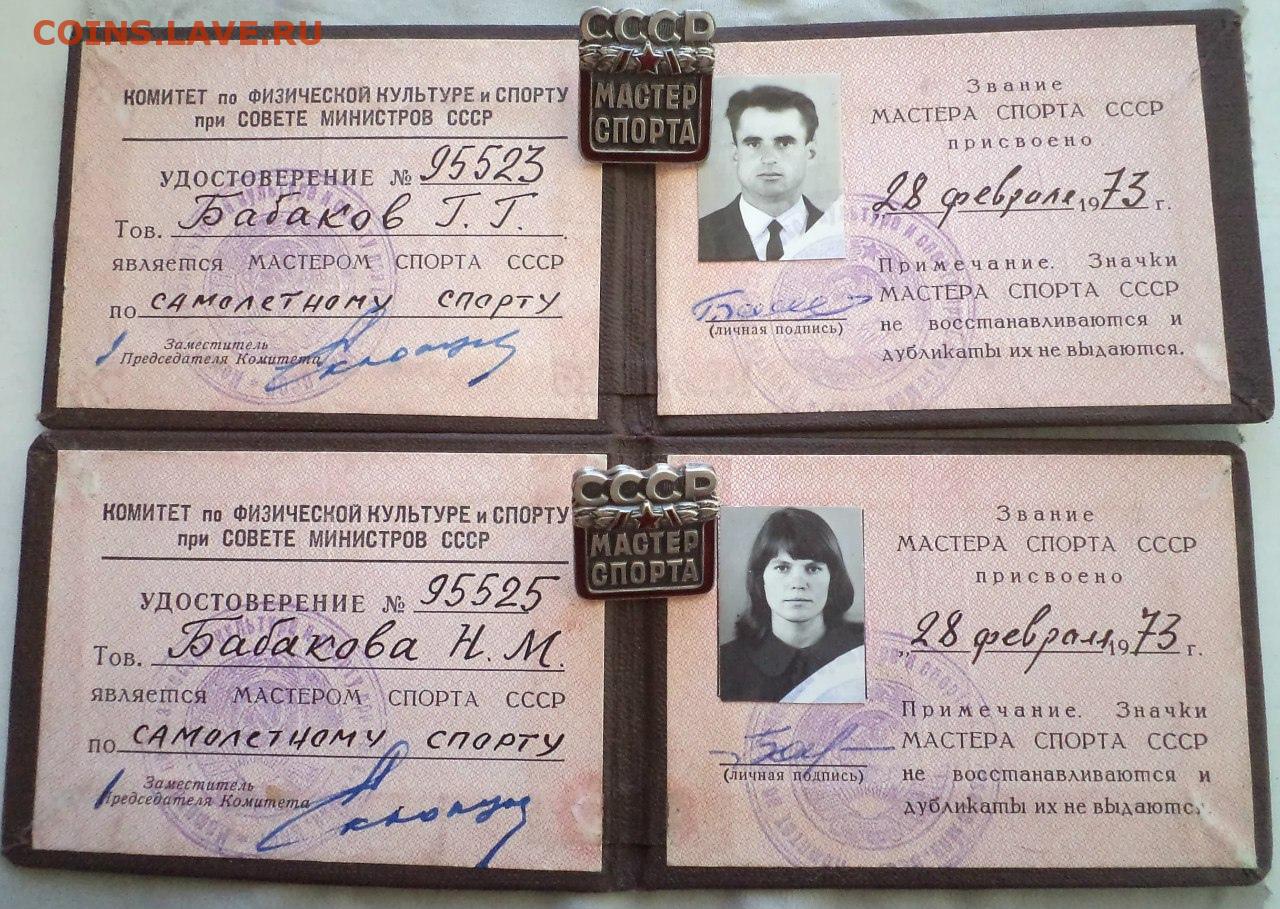 COINS.LAVE.RU
СССР
МАСТЕР
СПОРТА
КОМИТЕТ по ФИЗИЧЕСКОЙ КУЛЬТУРЕ и СПОРТУ
при СОВЕТЕ МИНИСТРОВ СССР
УДОСТОВЕРЕНИЕ № 95523
Тов. Бабаков Г. Г.
является МАСТЕРОМ СПОРТА СССР
по самолетному спорту
Заместитель
Председателя Комитета
Звание
МАСТЕРА СПОРТА СССР
присвоено
„28 февраля 1973 г.
(личная подпись)
Примечание. Значки
МАСТЕРА СПОРТА СССР
не восстанавливаются и
дубликаты их не выдаются.
СССР
МАСТЕР
СПОРТА
КОМИТЕТ по ФИЗИЧЕСКОЙ КУЛЬТУРЕ и СПОРТУ
при СОВЕТЕ МИНИСТРОВ СССР
УДОСТОВЕРЕНИЕ № 95525
Тов. Бабакова Н. М.
является МАСТЕРОМ СПОРТА СССР
по самолетному спорту
Заместитель
Председателя Комитета
Звание
МАСТЕРА СПОРТА СССР
присвоено
„28 февраля 1973 г.
(личная подпись)
Примечание. Значки
МАСТЕРА СПОРТА СССР
не восстанавливаются и
дубликаты их не выдаются.